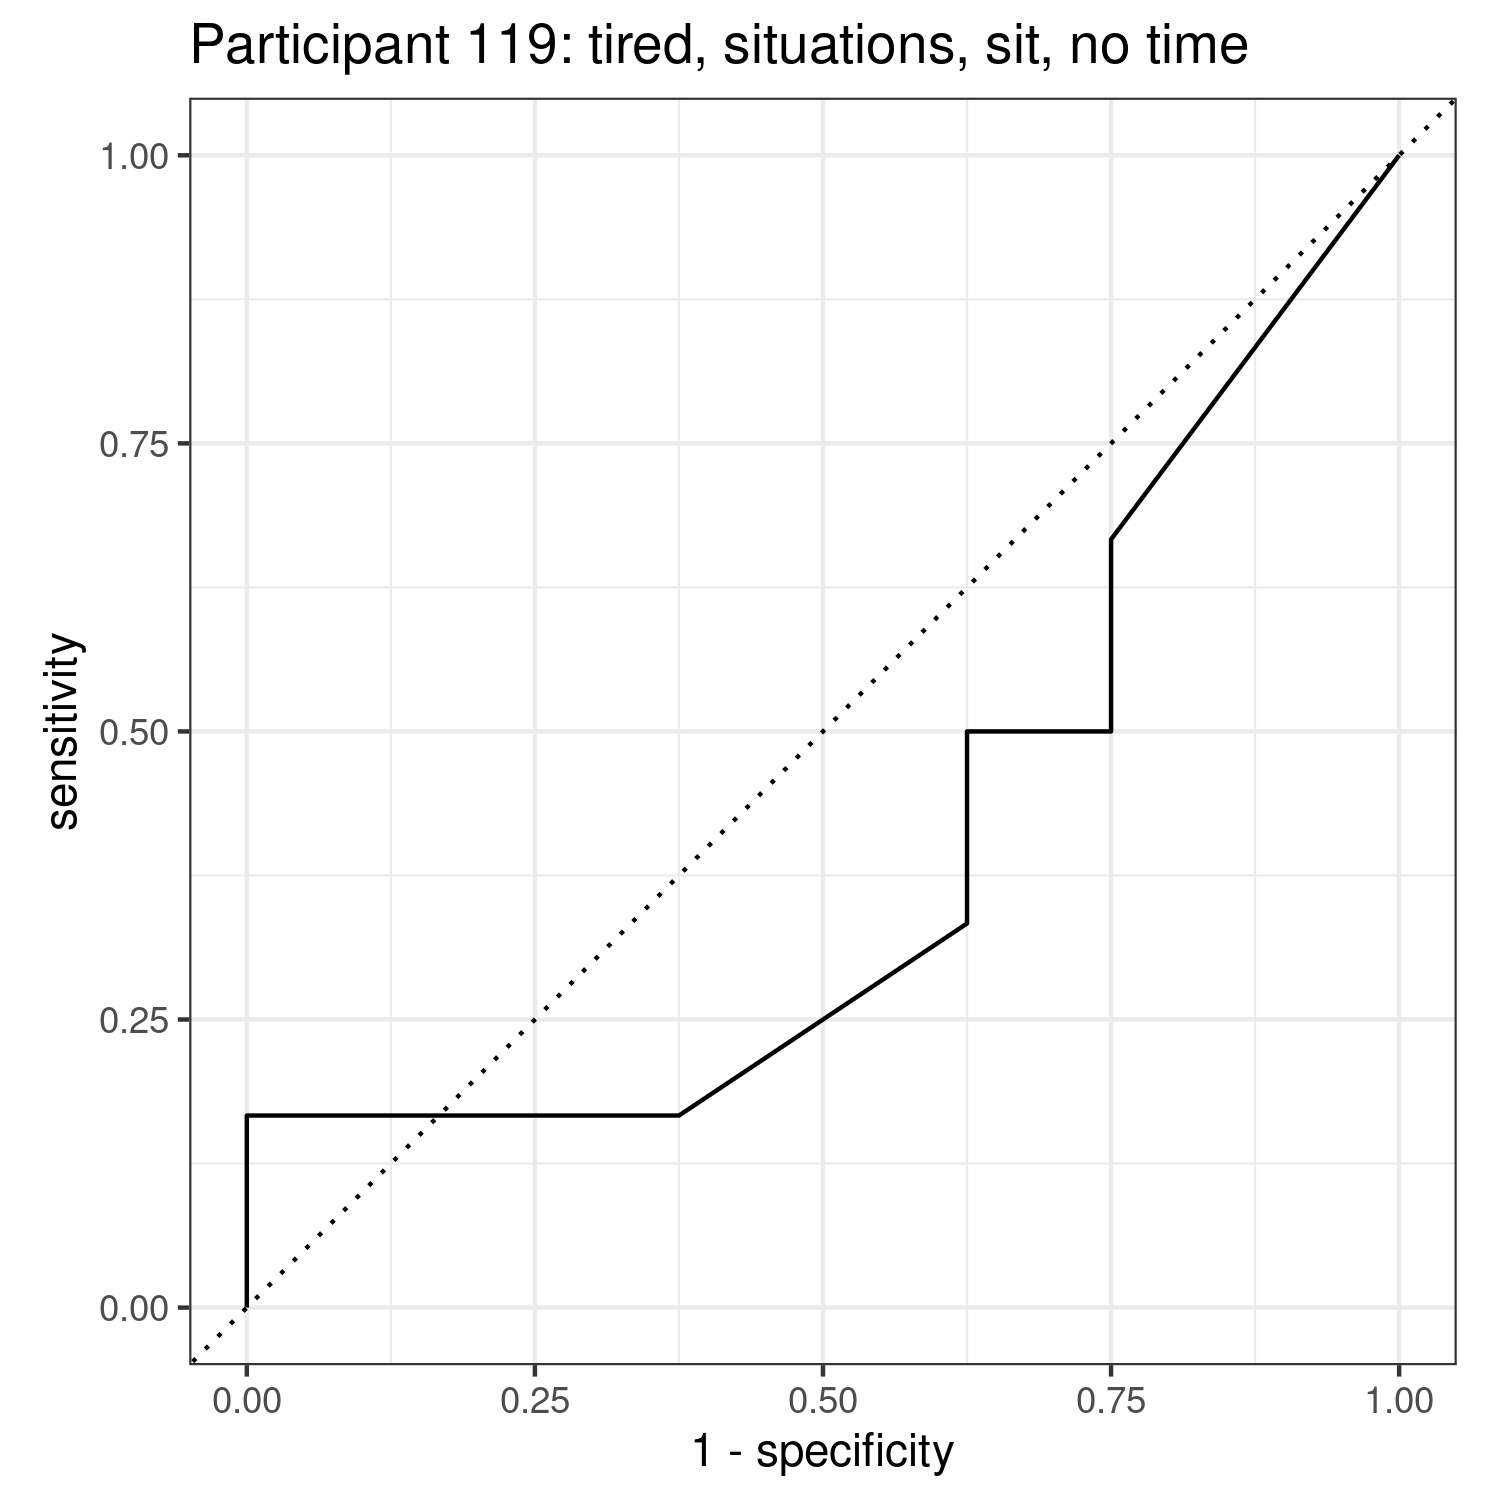 Participant 119: tired, situations, sit, no time
1.00
0.75
0.50
0.25
0.00
sensitivity
0.00 0.25 0.50 0.75 1.00
1 - specificity